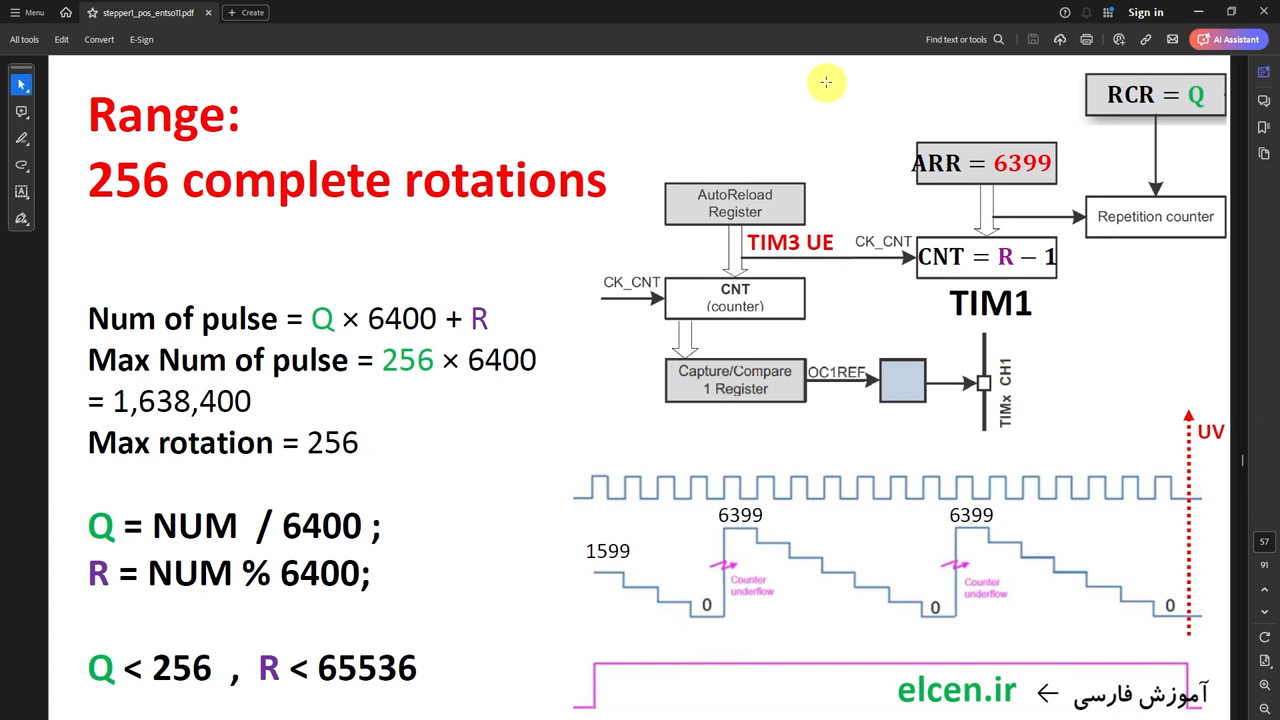 Menu
stepper1_pos_entso11.pdf
Create
Sign in
All tools
Edit
Convert
E-Sign
Find text or tools
AI Assistant
Range:
256 complete rotations
Num of pulse = Q × 6400 + R
Max Num of pulse = 256 × 6400
= 1,638,400
Max rotation = 256
Q = NUM / 6400 ;
R = NUM % 6400;
Q < 256 , R < 65536
RCR = Q
ARR = 6399
AutoReload
Register
Repetition counter
TIM3 UE
CK_CNT
CNT = R − 1
CK_CNT
CNT
(counter)
TIM1
Capture/Compare
1 Register
OC1REF
TIMx CH1
UV
6399
6399
1599
Counter
underflow
Counter
underflow
0
0
0
elcen.ir ← آموزش فارسی
57
91